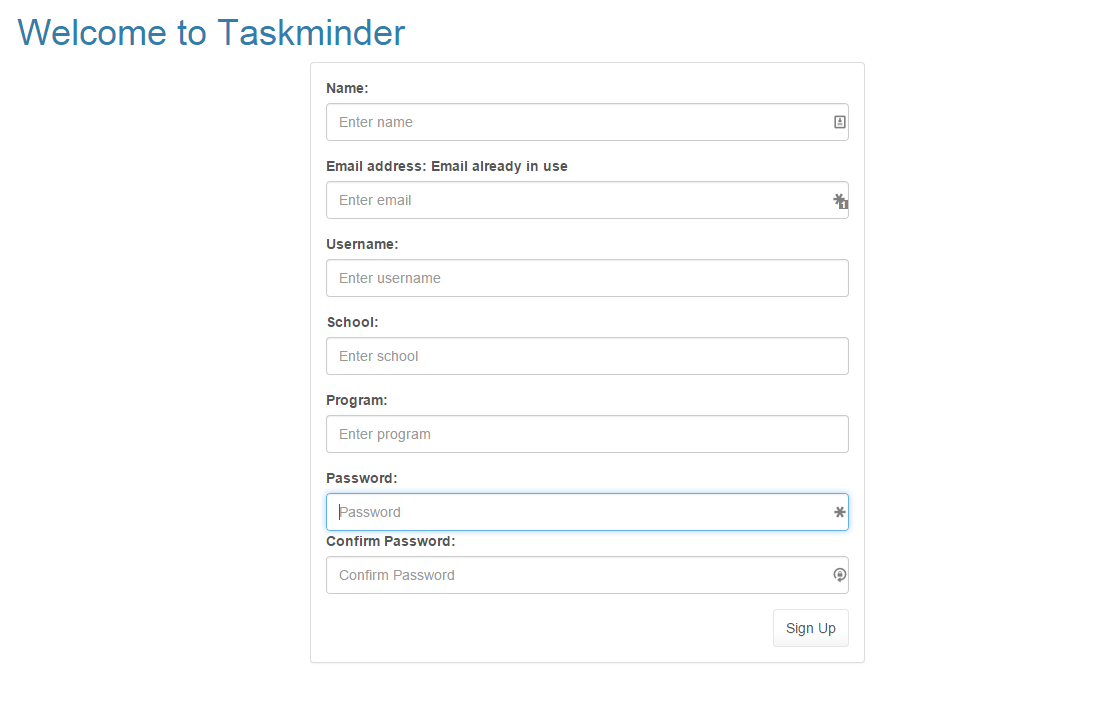 Welcome to Taskminder
Name:
Enter name
Email address: Email already in use
Enter email
1
Username:
Enter username
School:
Enter school
Program:
Enter program
Password:
Password
Confirm Password:
Confirm Password
Sign Up